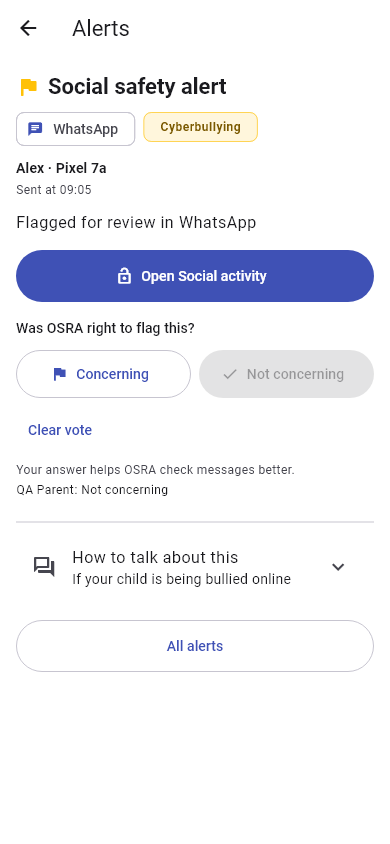 Alerts
Social safety alert
WhatsApp
Cyberbullying
Alex · Pixel 7a
Sent at 09:05
Flagged for review in WhatsApp
Open Social activity
Was OSRA right to flag this?
Concerning
Not concerning
Clear vote
Your answer helps OSRA check messages better.
QA Parent: Not concerning
How to talk about this
If your child is being bullied online
All alerts